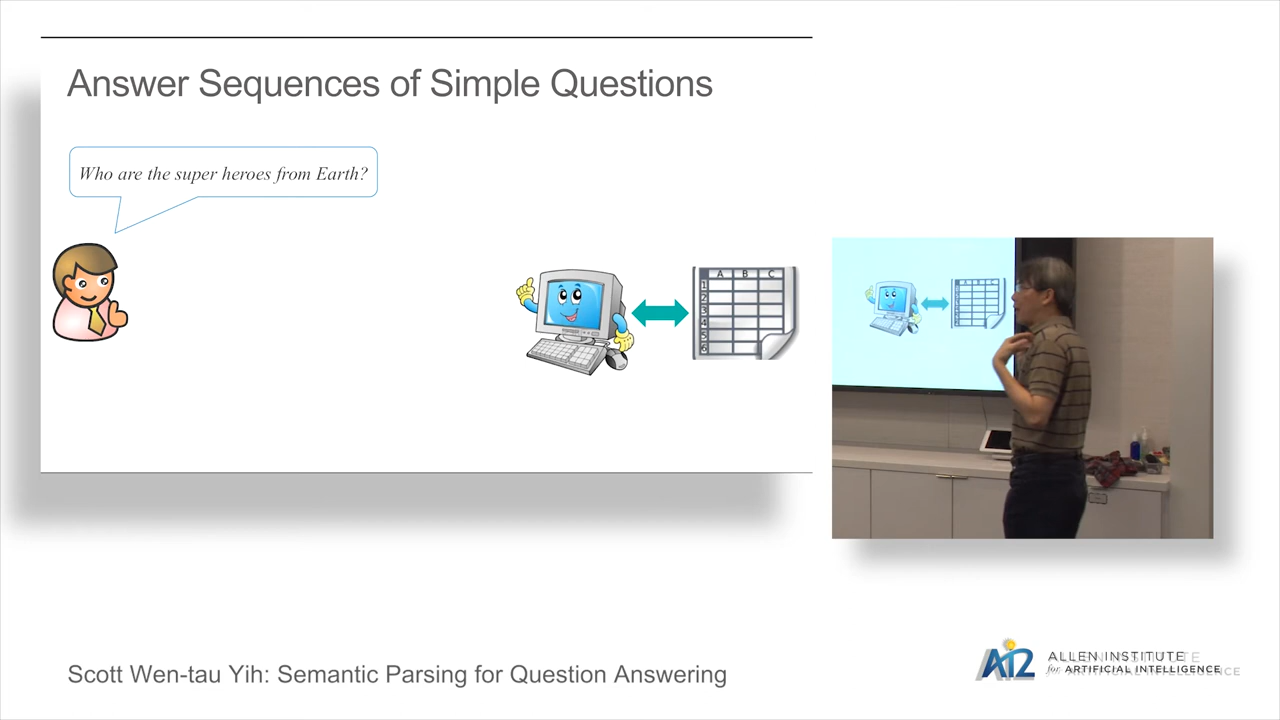 Answer Sequences of Simple Questions
Who are the super heroes from Earth?
A B C
1
2
3
4
5
6
Scott Wen-tau Yih: Semantic Parsing for Question Answering
AI2
ALLEN INSTITUTE
for ARTIFICIAL INTELLIGENCE